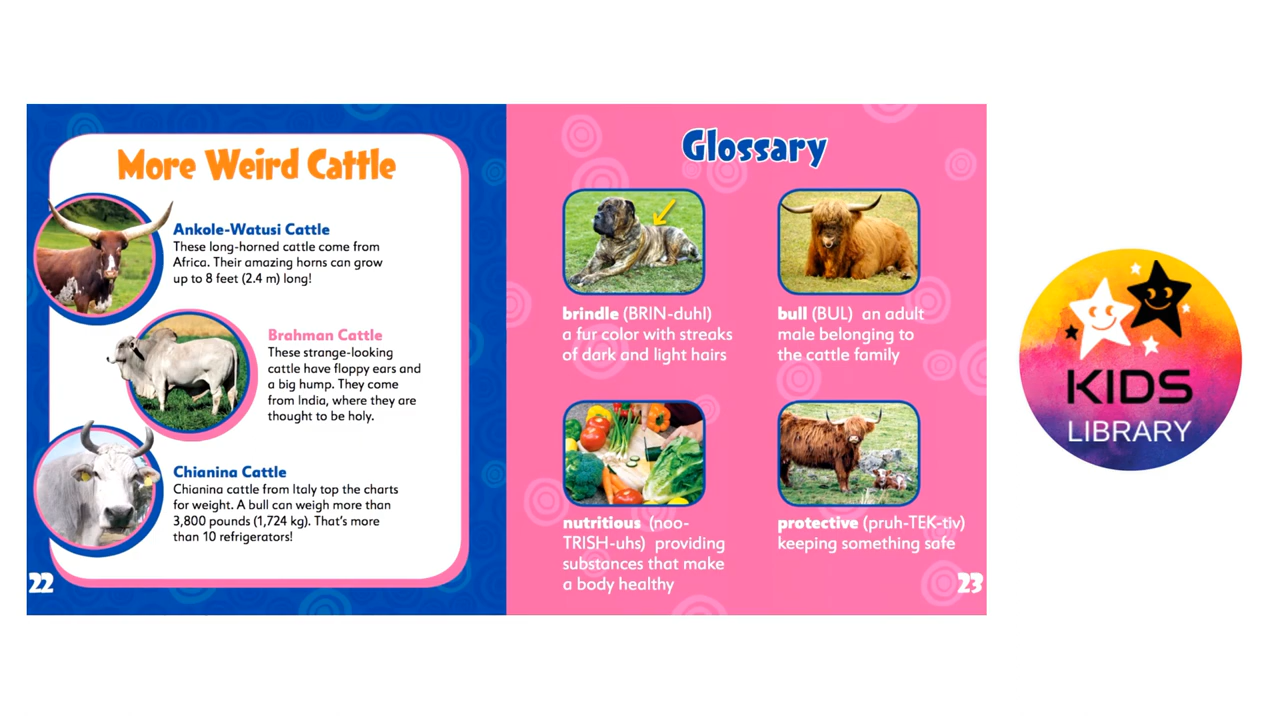 More Weird Cattle
Ankole-Watusi Cattle
These long-horned cattle come from
Africa. Their amazing horns can grow
up to 8 feet (2.4 m) long!
Brahman Cattle
These strange-looking
cattle have floppy ears and
a big hump. They come
from India, where they are
thought to be holy.
Chianina Cattle
Chianina cattle from Italy top the charts
for weight. A bull can weigh more than
3,800 pounds (1,724 kg). That's more
than 10 refrigerators!
22
Glossary
brindle (BRIN-duhl)
a fur color with streaks
of dark and light hairs
bull (BUL) an adult
male belonging to
the cattle family
nutritious (noo-
TRISH-uhs) providing
substances that make
a body healthy
protective (pruh-TEK-tiv)
keeping something safe
23
KIDS
LIBRARY